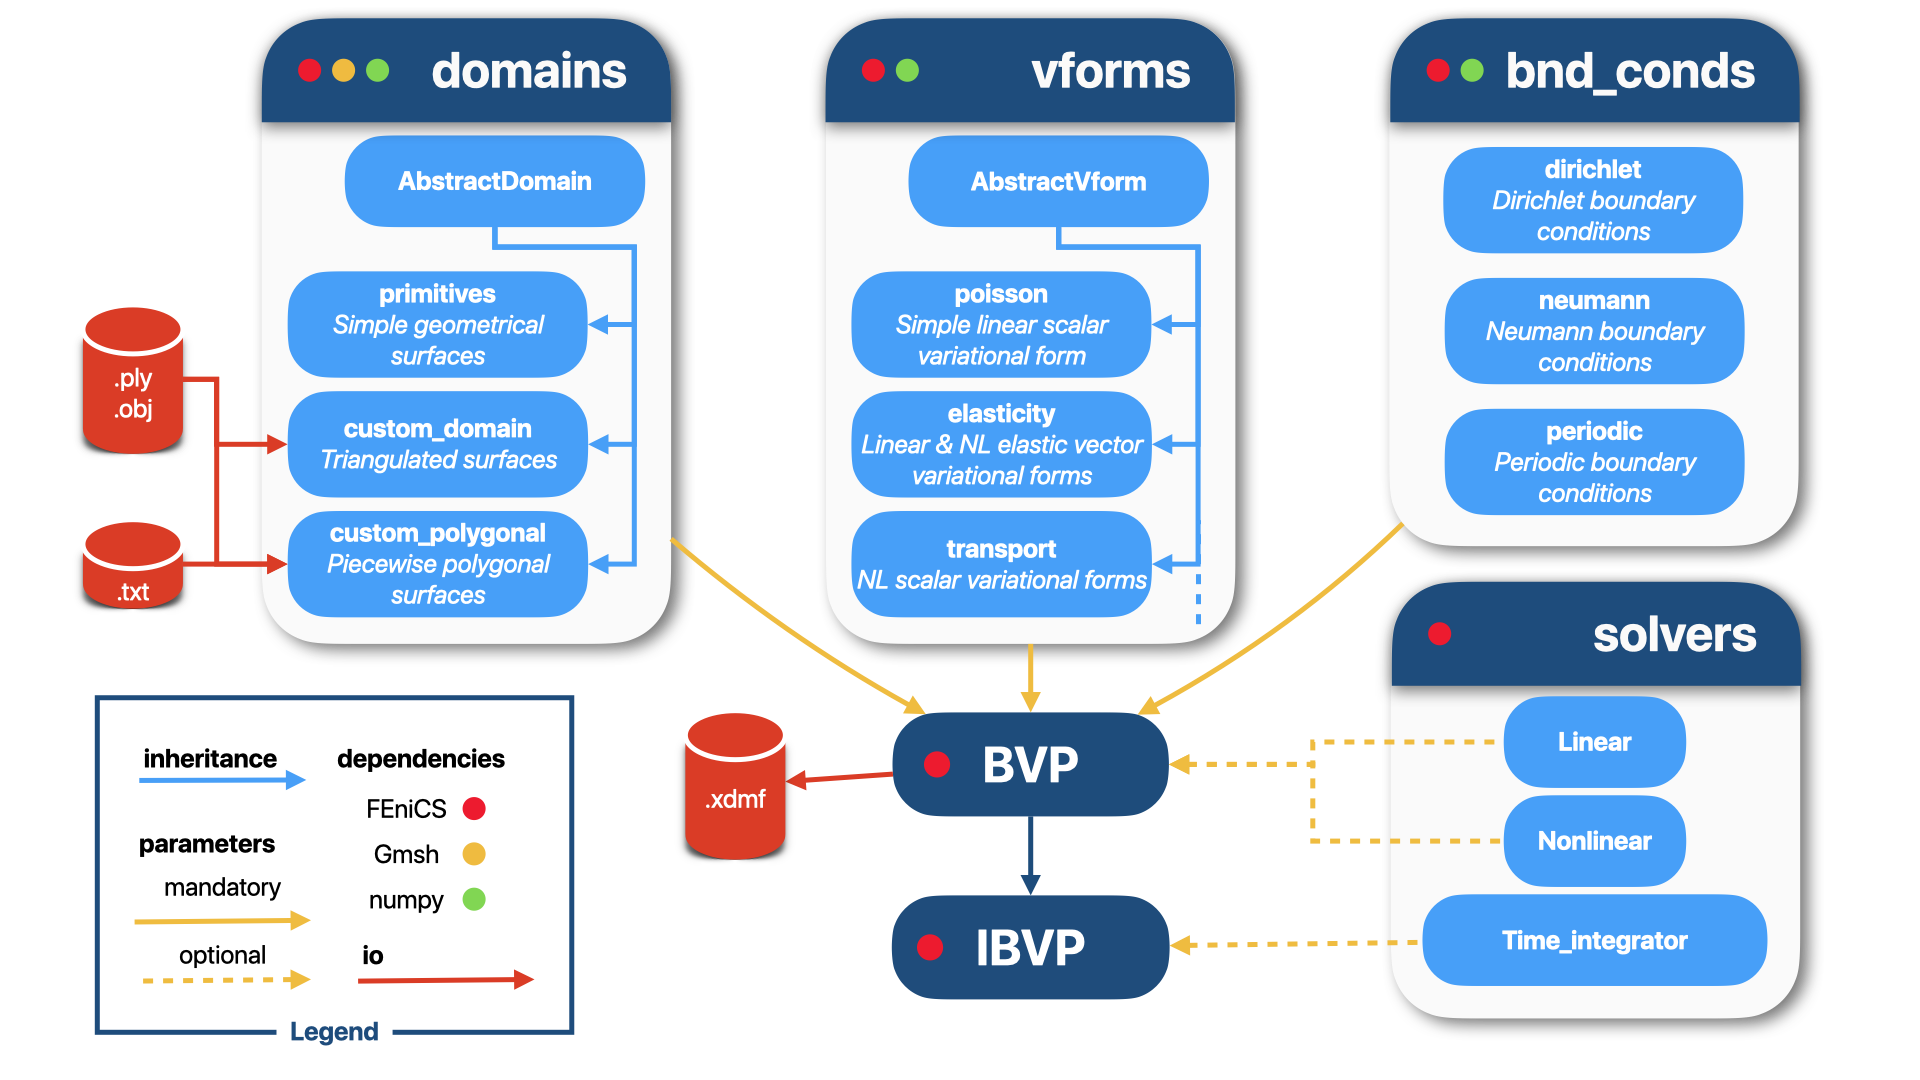 domains
AbstractDomain
primitives
Simple geometrical
surfaces
custom_domain
Triangulated surfaces
custom_polygonal
Piecewise polygonal
surfaces
.ply
.obj
.txt
vforms
AbstractVform
poisson
Simple linear scalar
variational form
elasticity
Linear & NL elastic vector
variational forms
transport
NL scalar variational forms
bnd_conds
dirichlet
Dirichlet boundary
conditions
neumann
Neumann boundary
conditions
periodic
Periodic boundary
conditions
solvers
Linear
Nonlinear
Time_integrator
BVP
IBVP
.xdmf
inheritance
parameters
mandatory
optional
dependencies
FEniCS
Gmsh
numpy
io
Legend